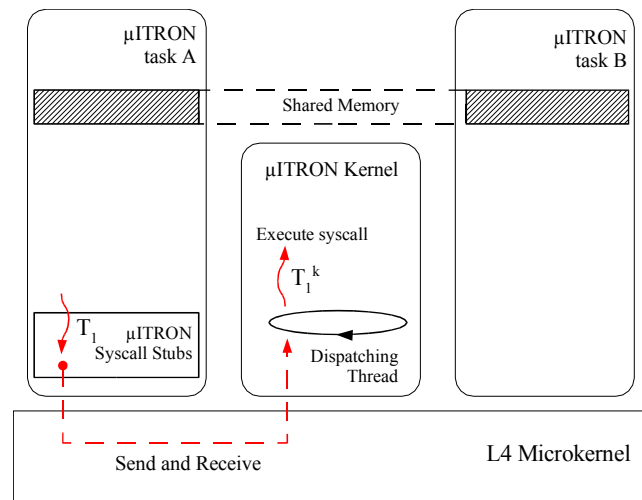 µITRON
task A
µITRON
task B
Shared Memory
µITRON Kernel
Execute syscall
T₁ᵏ
T₁
µITRON
Syscall Stubs
Dispatching
Thread
Send and Receive
L4 Microkernel